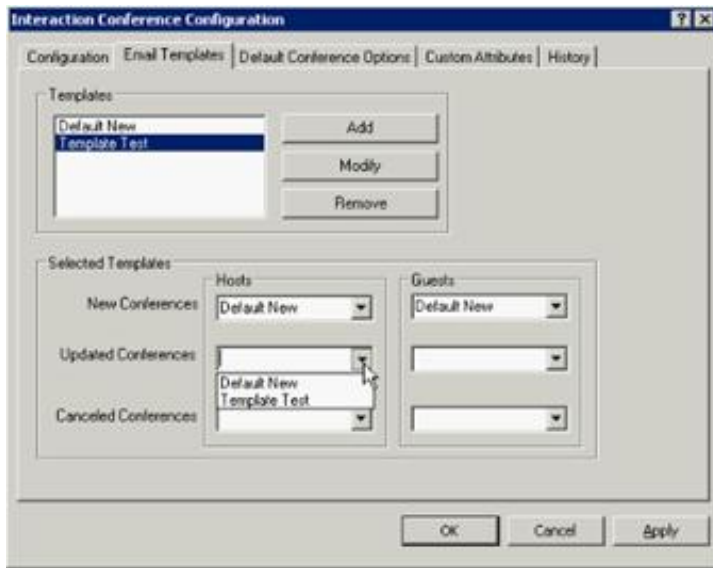 Interaction Conference Configuration
Configuration Email Templates Default Conference Options Custom Attributes History
Templates
Default New
Template Test
Add
Modify
Remove
Selected Templates
Hosts Guests
New Conferences Default New Default New
Updated Conferences
Default New
Template Test
Canceled Conferences
OK Cancel Apply